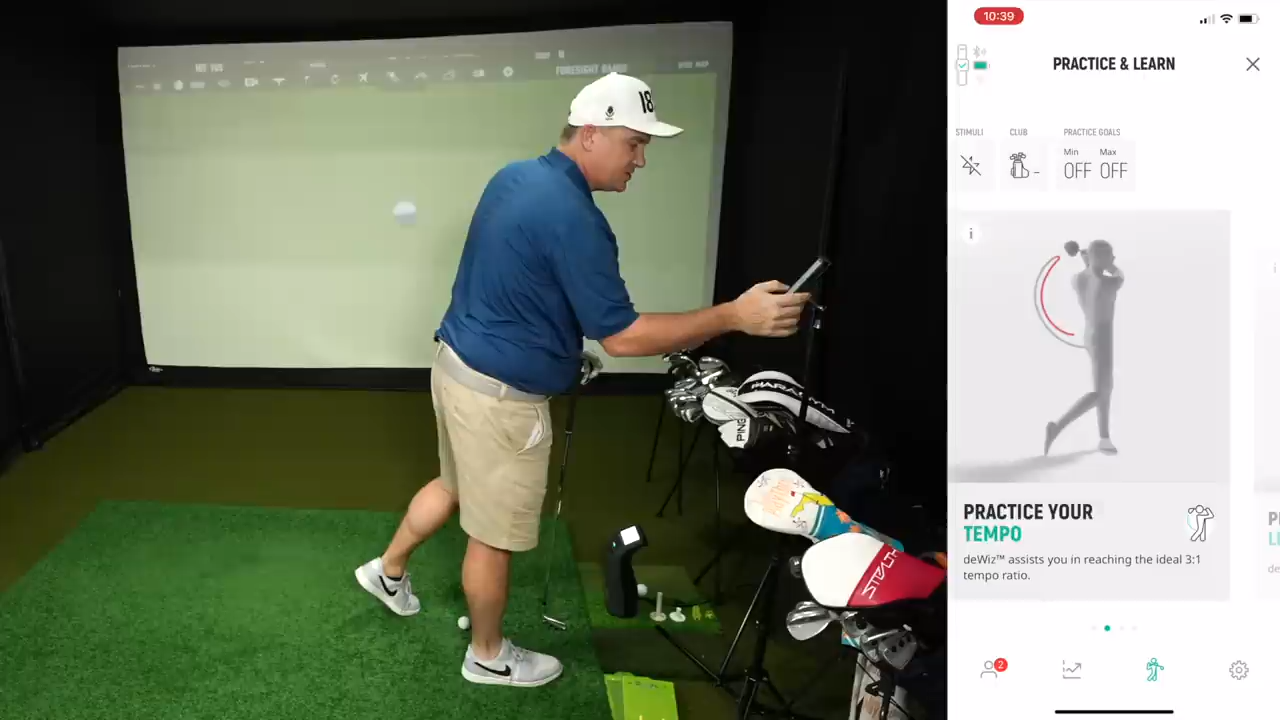 FORESIGHT RANGE
18
PARADYM
PING
STEALTH
10:39
PRACTICE & LEARN
STIMULI
CLUB
PRACTICE GOALS
Min
Max
-
OFF
OFF
i
PRACTICE YOUR
TEMPO
deWiz™ assists you in reaching the ideal 3:1
tempo ratio.
2